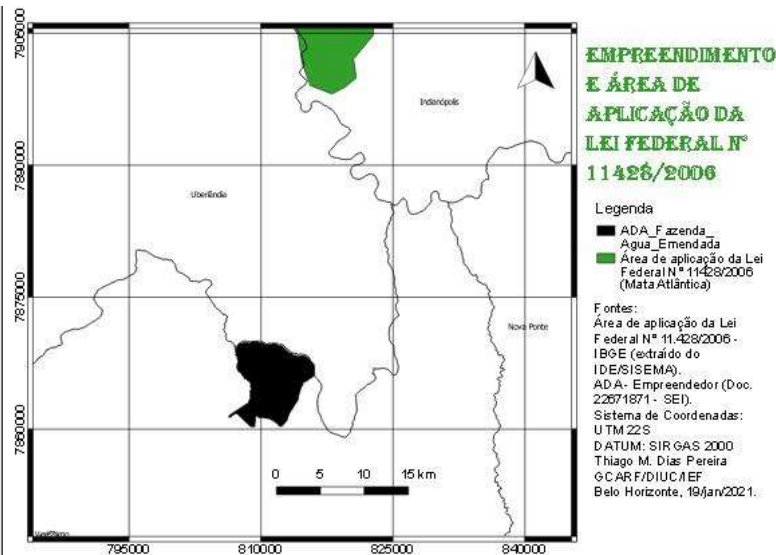 EMPREENDIMENTO
E ÁREA DE
APLICAÇÃO DA
LEI FEDERAL Nº
11428/2006
Legenda
ADA_Fazenda_
Agua_Emendada
Área de aplicação da Lei
Federal Nº 11428/2006
(Mata Atlântica)
Fontes:
Área de aplicação da Lei
Federal Nº 11.428/2006 -
IBGE (extraído do
IDE/SISEMA).
ADA- Empreendedor (Doc.
22671871 - SEI).
Sistema de Coordenadas:
UTM 22S
DATUM: SIRGAS 2000
Thiago M. Dias Pereira
GCARF/DIUC/IEF
Belo Horizonte, 19/jan/2021.
Indianópolis
Uberlândia
Nova Ponte
0 5 10 15 km
7905000
7890000
7875000
7860000
795000 810000 825000 840000